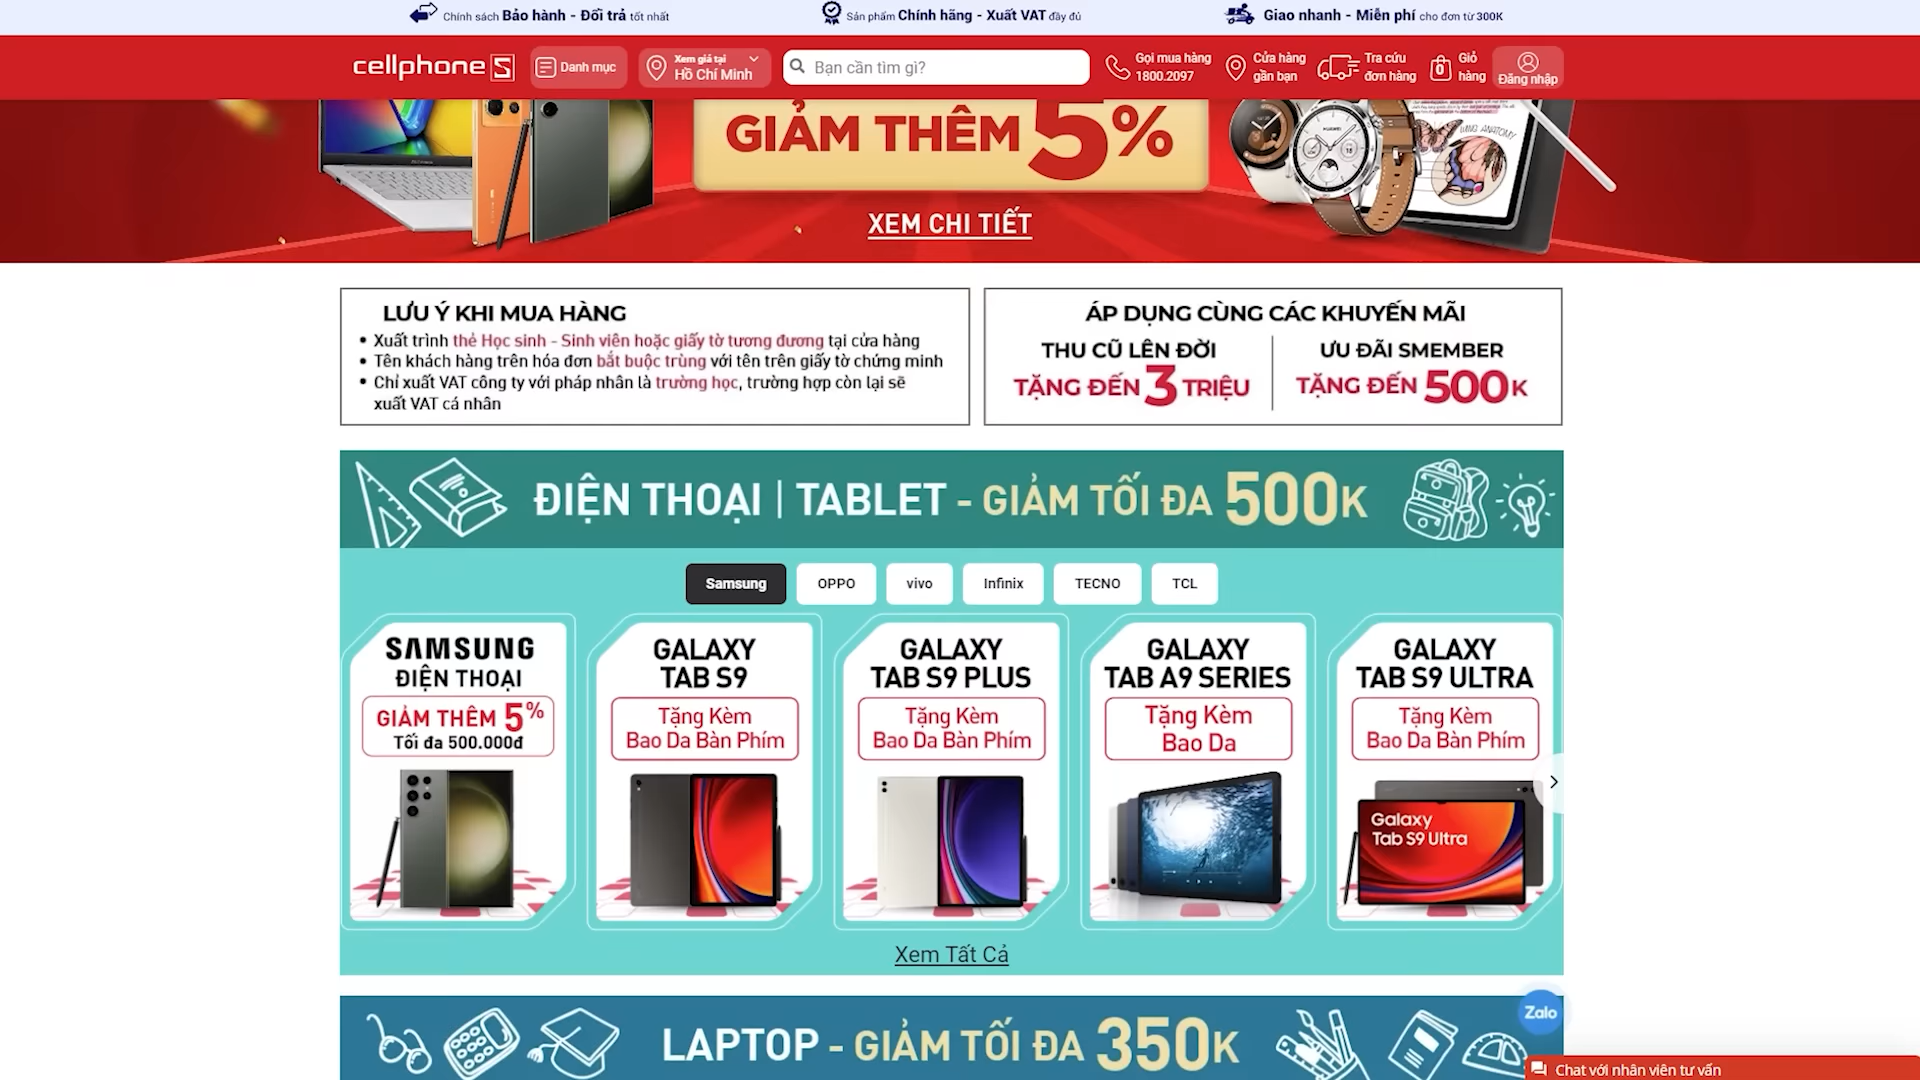 Chính sách Bảo hành - Đổi trả tốt nhất
Sản phẩm Chính hãng - Xuất VAT đầy đủ
Giao nhanh - Miễn phí cho đơn từ 300K
cellphoneS
Danh mục
Xem giá tại
Hồ Chí Minh
Bạn cần tìm gì?
Gọi mua hàng
1800.2097
Cửa hàng
gần bạn
Tra cứu
đơn hàng
0
Giỏ
hàng
Đăng nhập
GIẢM THÊM 5%
XEM CHI TIẾT
LƯU Ý KHI MUA HÀNG
• Xuất trình thẻ Học sinh - Sinh viên hoặc giấy tờ tương đương tại cửa hàng
• Tên khách hàng trên hóa đơn bắt buộc trùng với tên trên giấy tờ chứng minh
• Chỉ xuất VAT công ty với pháp nhân là trường học, trường hợp còn lại sẽ
xuất VAT cá nhân
ÁP DỤNG CÙNG CÁC KHUYẾN MÃI
THU CŨ LÊN ĐỜI
TẶNG ĐẾN 3 TRIỆU
ƯU ĐÃI SMEMBER
TẶNG ĐẾN 500K
ĐIỆN THOẠI | TABLET - GIẢM TỐI ĐA 500K
Samsung
OPPO
vivo
Infinix
TECNO
TCL
SAMSUNG
ĐIỆN THOẠI
GIẢM THÊM 5%
Tối đa 500.000đ
GALAXY
TAB S9
Tặng Kèm
Bao Da Bàn Phím
GALAXY
TAB S9 PLUS
Tặng Kèm
Bao Da Bàn Phím
GALAXY
TAB A9 SERIES
Tặng Kèm
Bao Da
GALAXY
TAB S9 ULTRA
Tặng Kèm
Bao Da Bàn Phím
Galaxy
Tab S9 Ultra
Xem Tất Cả
LAPTOP - GIẢM TỐI ĐA 350K
Zalo
Chat với nhân viên tư vấn